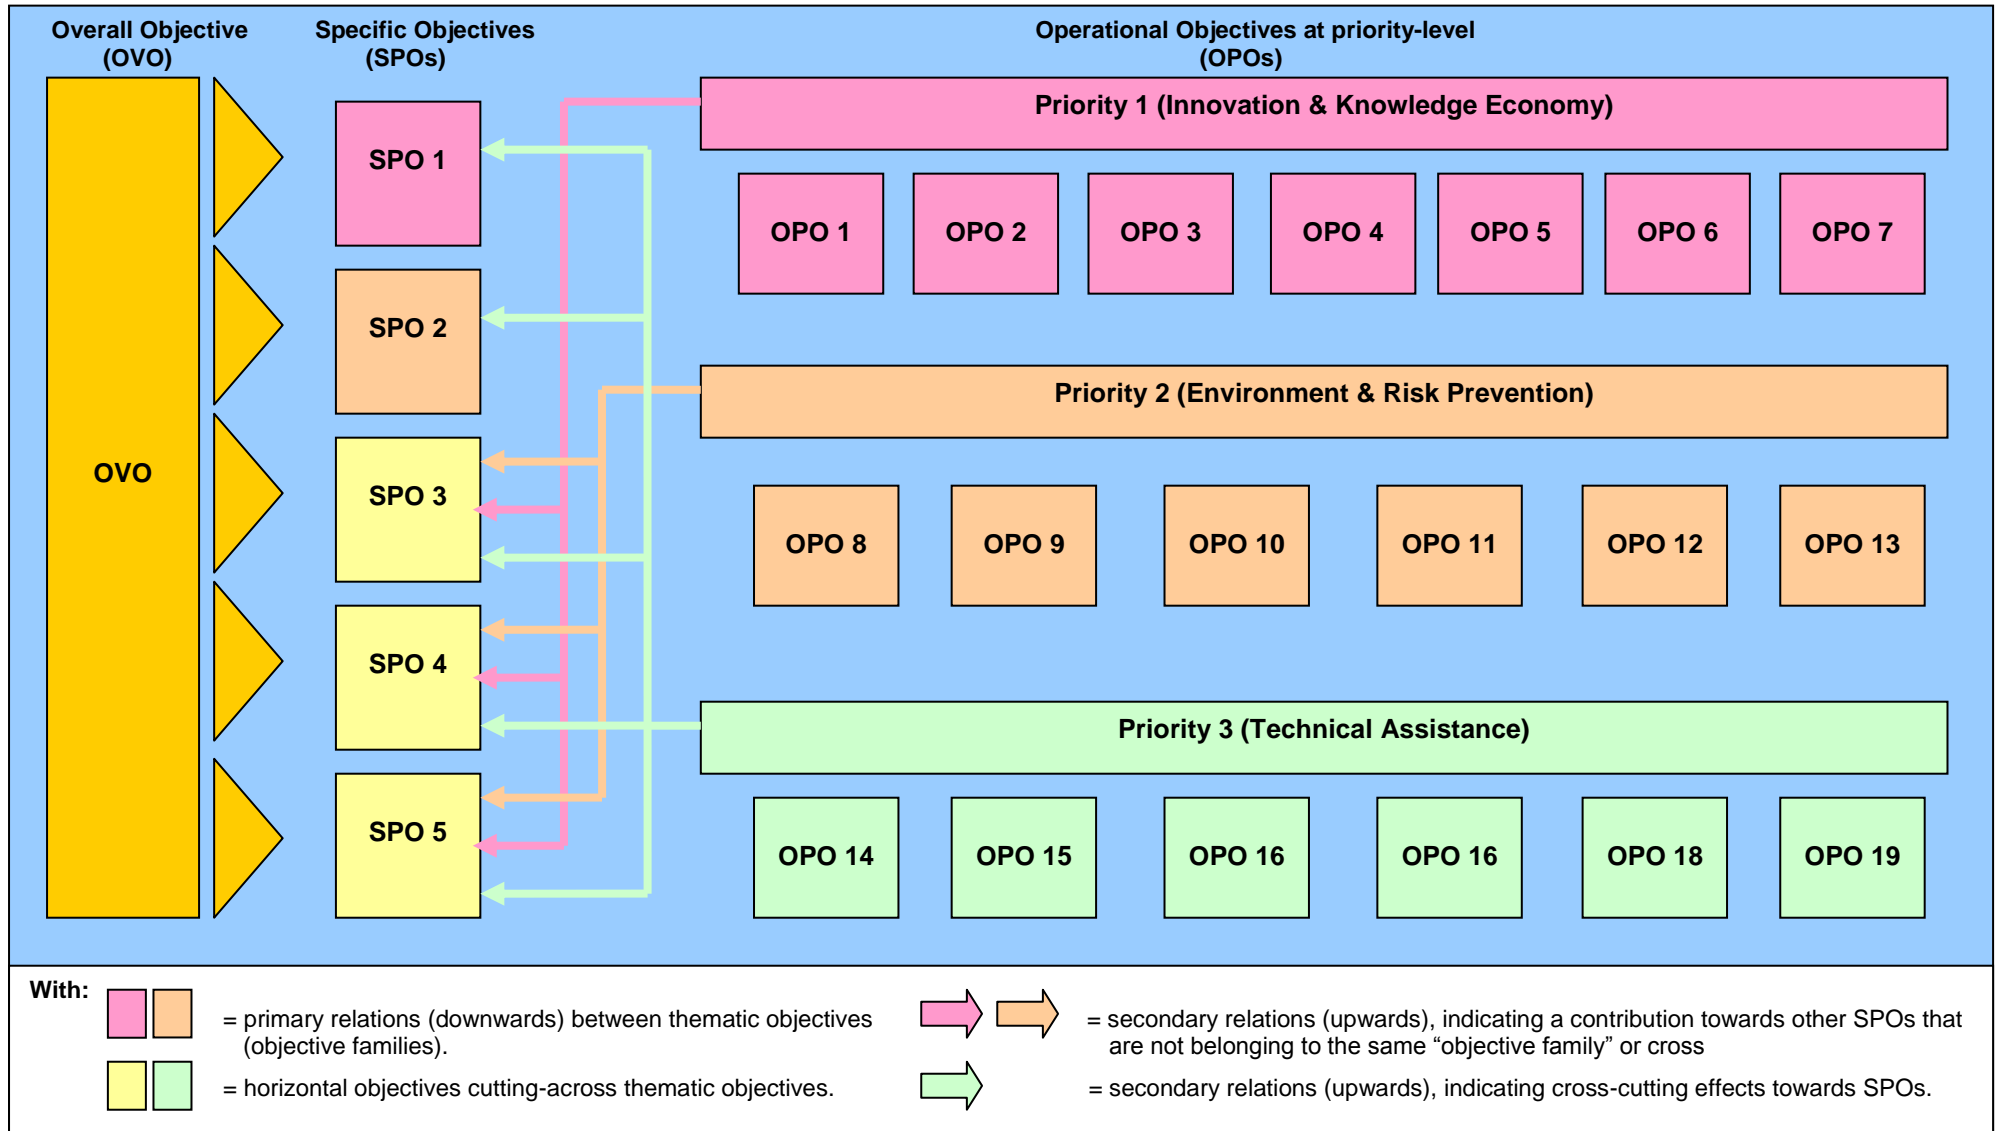 Overall Objective
(OVO)
Specific Objectives
(SPOs)
Operational Objectives at priority-level
(OPOs)
OVO
SPO 1
SPO 2
SPO 3
SPO 4
SPO 5
Priority 1 (Innovation & Knowledge Economy)
OPO 1
OPO 2
OPO 3
OPO 4
OPO 5
OPO 6
OPO 7
Priority 2 (Environment & Risk Prevention)
OPO 8
OPO 9
OPO 10
OPO 11
OPO 12
OPO 13
Priority 3 (Technical Assistance)
OPO 14
OPO 15
OPO 16
OPO 16
OPO 18
OPO 19
With:
= primary relations (downwards) between thematic objectives
(objective families).
= horizontal objectives cutting-across thematic objectives.
= secondary relations (upwards), indicating a contribution towards other SPOs that
are not belonging to the same “objective family” or cross
= secondary relations (upwards), indicating cross-cutting effects towards SPOs.